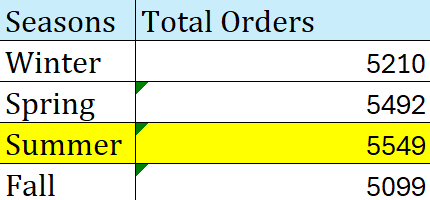 Seasons Total Orders
Winter 5210
Spring 5492
Summer 5549
Fall 5099